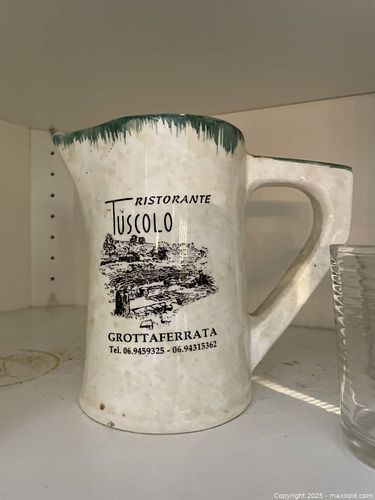 RISTORANTE
TUSCOLO
GROTTAFERRATA
Tel. 06.9459325 - 06.94315362
Copyright © 2025 - maxsold.com